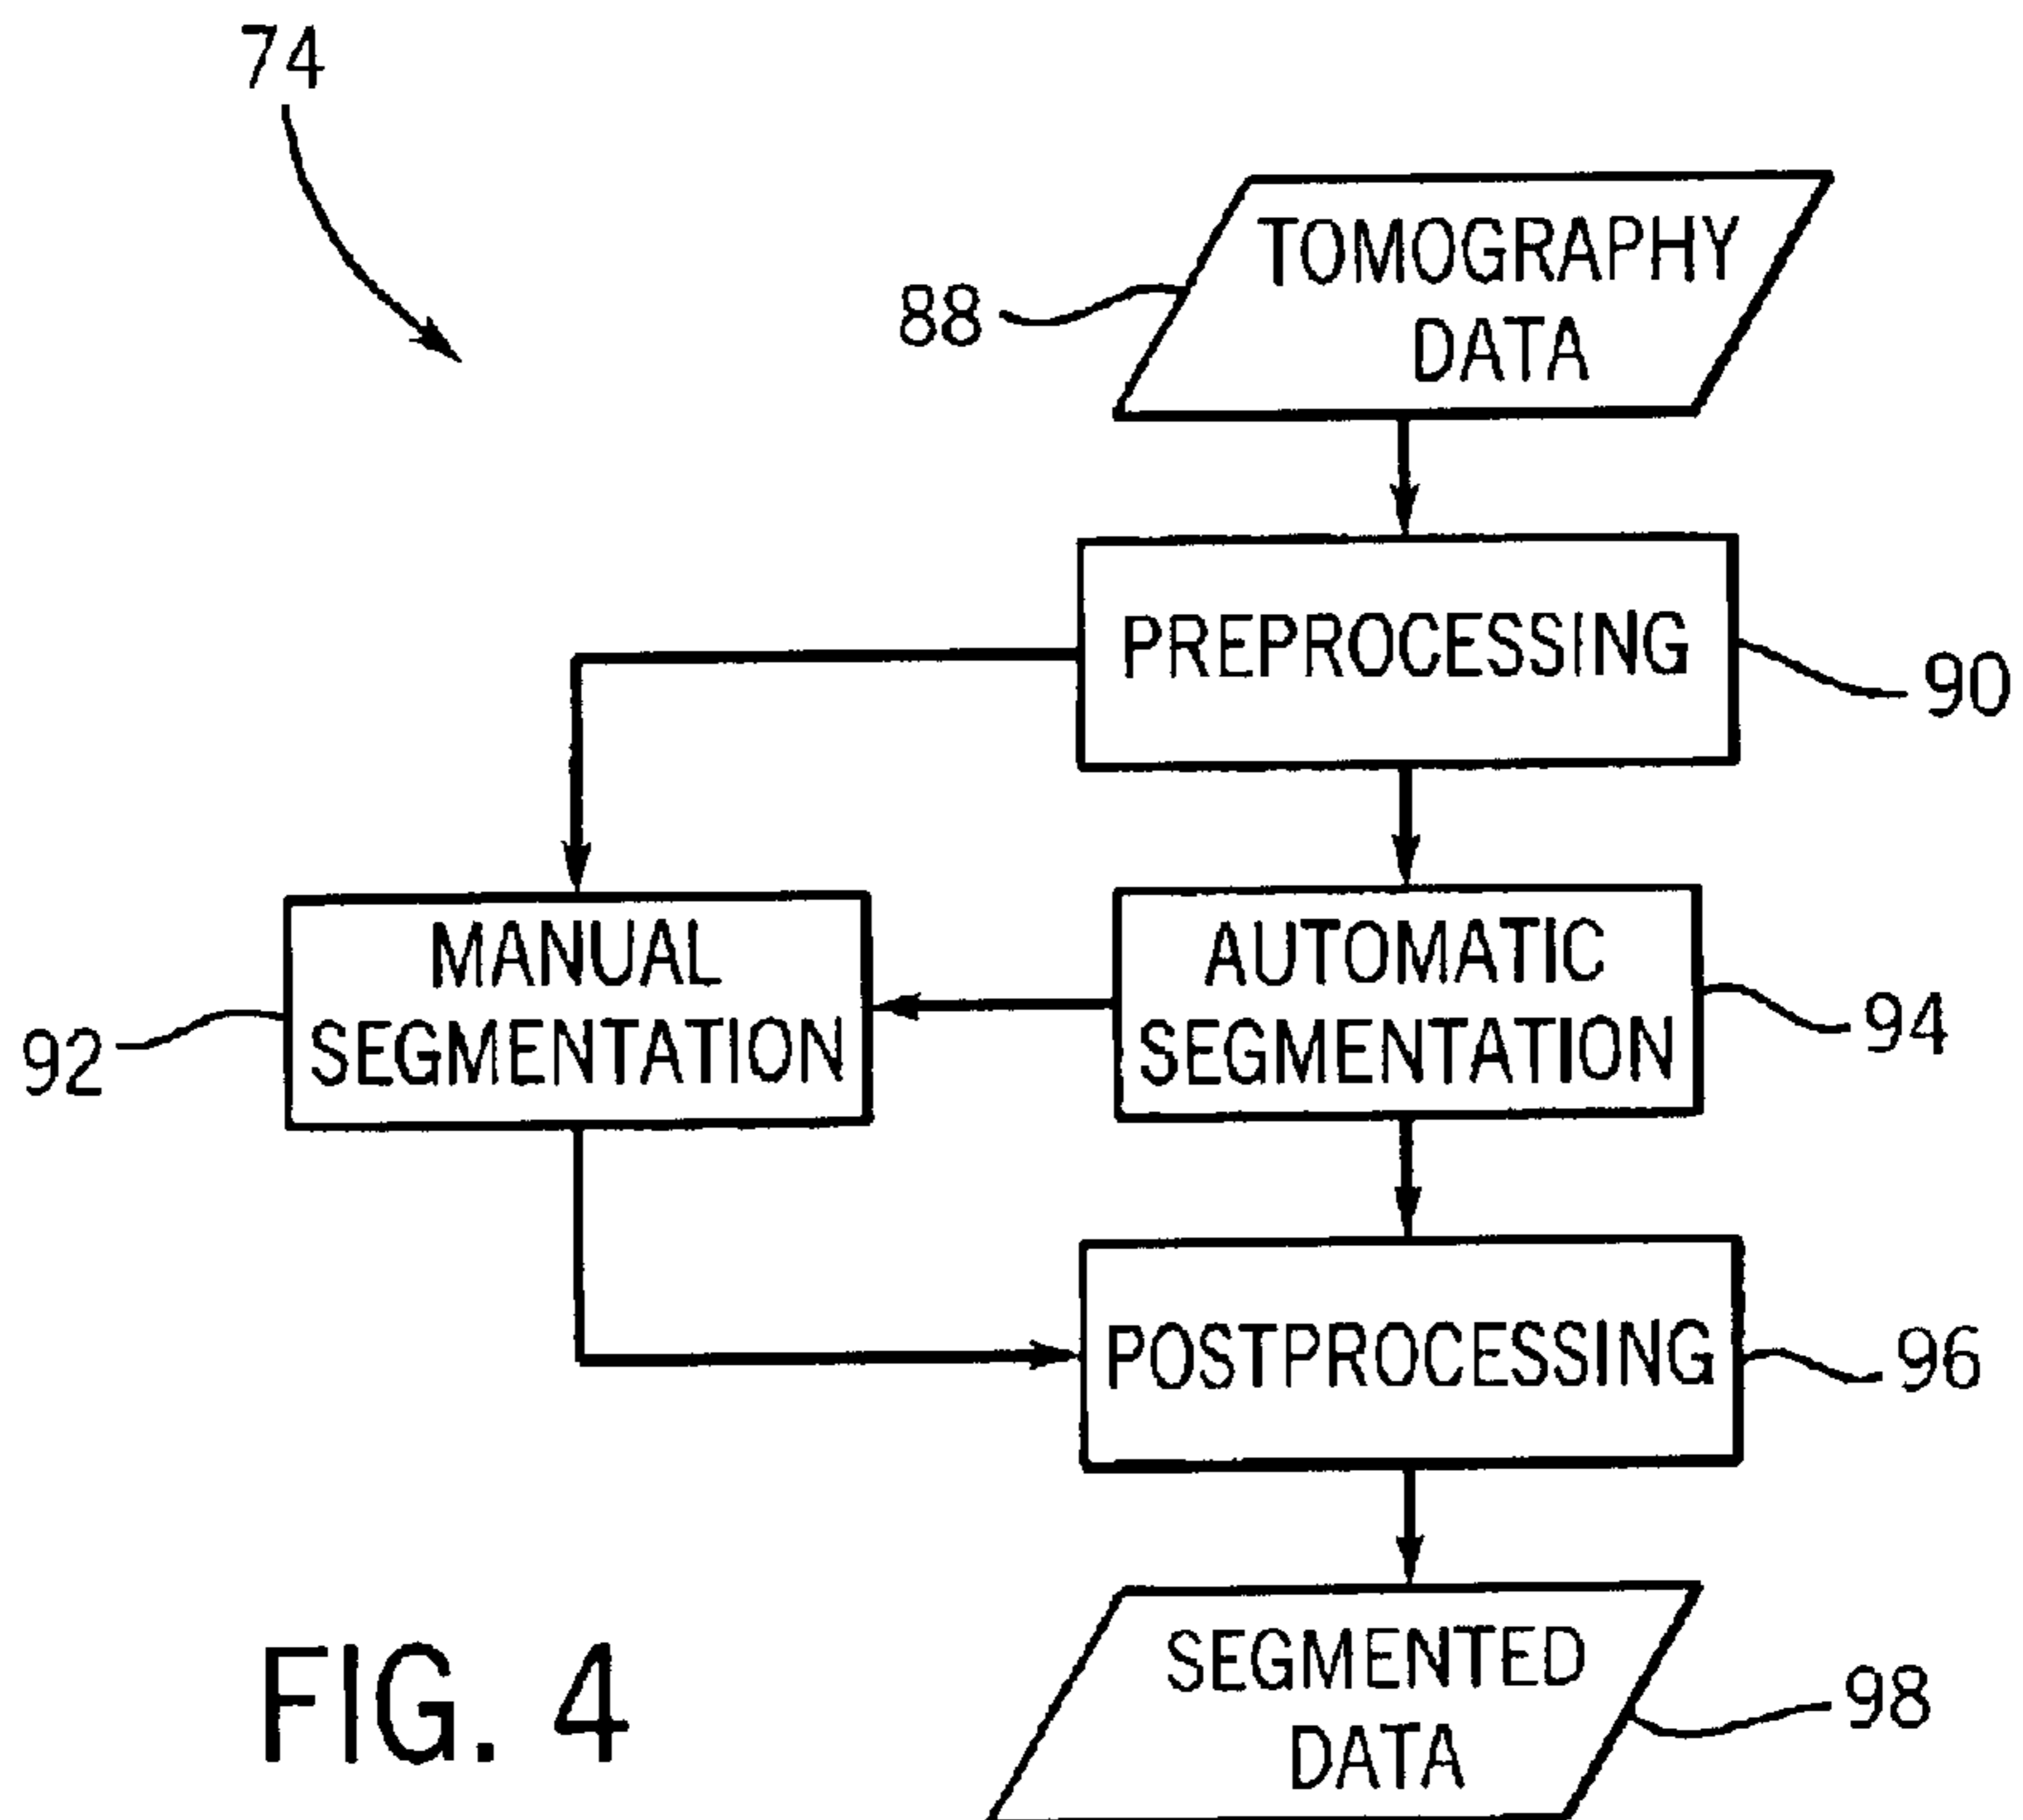 74
TOMOGRAPHY
DATA
88
PREPROCESSING
90
MANUAL
SEGMENTATION
92
AUTOMATIC
SEGMENTATION
94
POSTPROCESSING
96
SEGMENTED
DATA
98
FIG. 4